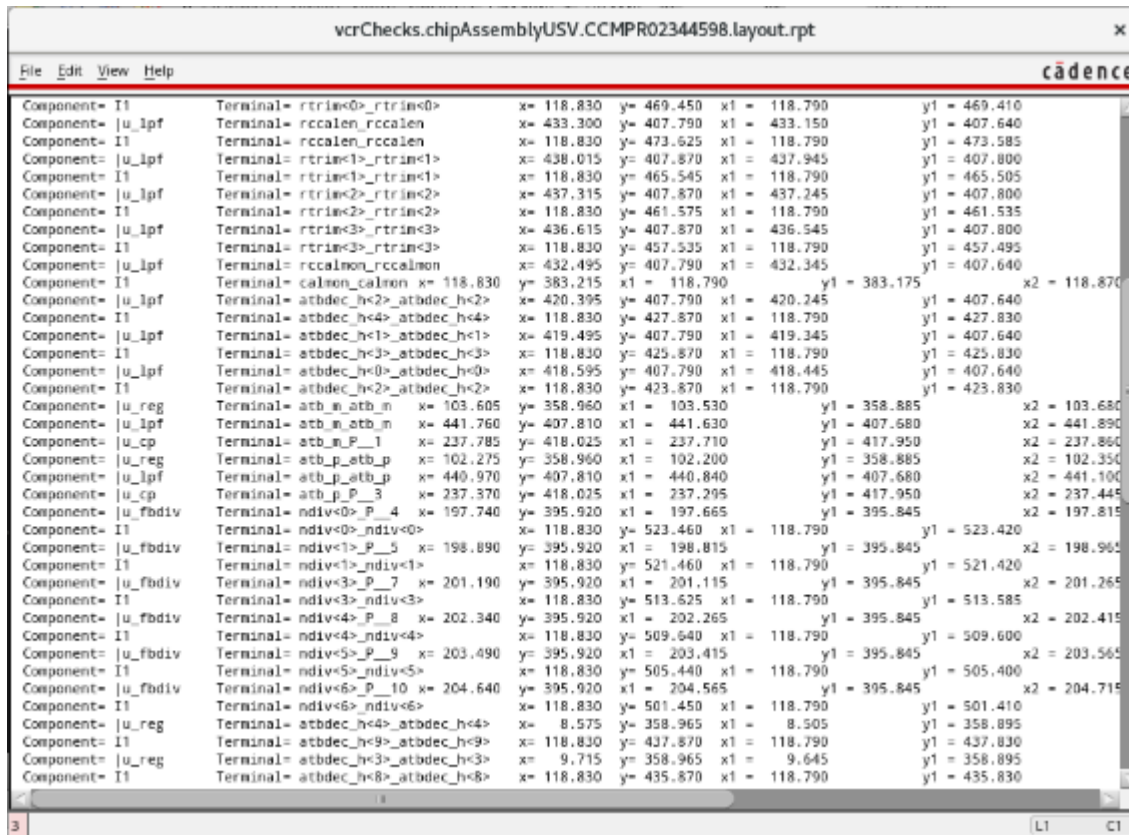 vcrChecks.chipAssemblyUSV.CCMPR02344598.layout.rpt ×
File Edit View Help cādence
Component= I1 Terminal= rtrim<0>_rtrim<0> x= 118.830 y= 469.450 x1 = 118.790 y1 = 469.410
Component= |u_lpf Terminal= rccalen_rccalen x= 433.300 y= 407.790 x1 = 433.150 y1 = 407.640
Component= I1 Terminal= rccalen_rccalen x= 118.830 y= 473.625 x1 = 118.790 y1 = 473.585
Component= |u_lpf Terminal= rtrim<1>_rtrim<1> x= 438.015 y= 407.870 x1 = 437.945 y1 = 407.800
Component= I1 Terminal= rtrim<1>_rtrim<1> x= 118.830 y= 465.545 x1 = 118.790 y1 = 465.505
Component= |u_lpf Terminal= rtrim<2>_rtrim<2> x= 437.315 y= 407.870 x1 = 437.245 y1 = 407.800
Component= I1 Terminal= rtrim<2>_rtrim<2> x= 118.830 y= 461.575 x1 = 118.790 y1 = 461.535
Component= |u_lpf Terminal= rtrim<3>_rtrim<3> x= 436.615 y= 407.870 x1 = 436.545 y1 = 407.800
Component= I1 Terminal= rtrim<3>_rtrim<3> x= 118.830 y= 457.535 x1 = 118.790 y1 = 457.495
Component= |u_lpf Terminal= rccalmon_rccalmon x= 432.495 y= 407.790 x1 = 432.345 y1 = 407.640
Component= I1 Terminal= calmon_calmon x= 118.830 y= 383.215 x1 = 118.790 y1 = 383.175 x2 = 118.870
Component= |u_lpf Terminal= atbdec_h<2>_atbdec_h<2> x= 420.395 y= 407.790 x1 = 420.245 y1 = 407.640
Component= I1 Terminal= atbdec_h<4>_atbdec_h<4> x= 118.830 y= 427.870 x1 = 118.790 y1 = 427.830
Component= |u_lpf Terminal= atbdec_h<1>_atbdec_h<1> x= 419.495 y= 407.790 x1 = 419.345 y1 = 407.640
Component= I1 Terminal= atbdec_h<3>_atbdec_h<3> x= 118.830 y= 425.870 x1 = 118.790 y1 = 425.830
Component= |u_lpf Terminal= atbdec_h<0>_atbdec_h<0> x= 418.595 y= 407.790 x1 = 418.445 y1 = 407.640
Component= I1 Terminal= atbdec_h<2>_atbdec_h<2> x= 118.830 y= 423.870 x1 = 118.790 y1 = 423.830
Component= |u_reg Terminal= atb_m_atb_m x= 103.605 y= 358.960 x1 = 103.530 y1 = 358.885 x2 = 103.680
Component= |u_lpf Terminal= atb_m_atb_m x= 441.760 y= 407.810 x1 = 441.630 y1 = 407.680 x2 = 441.890
Component= |u_cp Terminal= atb_m_P__1 x= 237.785 y= 418.025 x1 = 237.710 y1 = 417.950 x2 = 237.860
Component= |u_reg Terminal= atb_p_atb_p x= 102.275 y= 358.960 x1 = 102.200 y1 = 358.885 x2 = 102.350
Component= |u_lpf Terminal= atb_p_atb_p x= 440.970 y= 407.810 x1 = 440.840 y1 = 407.680 x2 = 441.100
Component= |u_cp Terminal= atb_p_P__3 x= 237.370 y= 418.025 x1 = 237.295 y1 = 417.950 x2 = 237.445
Component= |u_fbdiv Terminal= ndiv<0>_P__4 x= 197.740 y= 395.920 x1 = 197.665 y1 = 395.845 x2 = 197.815
Component= I1 Terminal= ndiv<0>_ndiv<0> x= 118.830 y= 523.460 x1 = 118.790 y1 = 523.420
Component= |u_fbdiv Terminal= ndiv<1>_P__5 x= 198.890 y= 395.920 x1 = 198.815 y1 = 395.845 x2 = 198.965
Component= I1 Terminal= ndiv<1>_ndiv<1> x= 118.830 y= 521.460 x1 = 118.790 y1 = 521.420
Component= |u_fbdiv Terminal= ndiv<3>_P__7 x= 201.190 y= 395.920 x1 = 201.115 y1 = 395.845 x2 = 201.265
Component= I1 Terminal= ndiv<3>_ndiv<3> x= 118.830 y= 513.625 x1 = 118.790 y1 = 513.585
Component= |u_fbdiv Terminal= ndiv<4>_P__8 x= 202.340 y= 395.920 x1 = 202.265 y1 = 395.845 x2 = 202.415
Component= I1 Terminal= ndiv<4>_ndiv<4> x= 118.830 y= 509.640 x1 = 118.790 y1 = 509.600
Component= |u_fbdiv Terminal= ndiv<5>_P__9 x= 203.490 y= 395.920 x1 = 203.415 y1 = 395.845 x2 = 203.565
Component= I1 Terminal= ndiv<5>_ndiv<5> x= 118.830 y= 505.440 x1 = 118.790 y1 = 505.400
Component= |u_fbdiv Terminal= ndiv<6>_P__10 x= 204.640 y= 395.920 x1 = 204.565 y1 = 395.845 x2 = 204.715
Component= I1 Terminal= ndiv<6>_ndiv<6> x= 118.830 y= 501.450 x1 = 118.790 y1 = 501.410
Component= |u_reg Terminal= atbdec_h<4>_atbdec_h<4> x= 8.575 y= 358.965 x1 = 8.505 y1 = 358.895
Component= I1 Terminal= atbdec_h<9>_atbdec_h<9> x= 118.830 y= 437.870 x1 = 118.790 y1 = 437.830
Component= |u_reg Terminal= atbdec_h<3>_atbdec_h<3> x= 9.715 y= 358.965 x1 = 9.645 y1 = 358.895
Component= I1 Terminal= atbdec_h<8>_atbdec_h<8> x= 118.830 y= 435.870 x1 = 118.790 y1 = 435.830
3 L1 C1